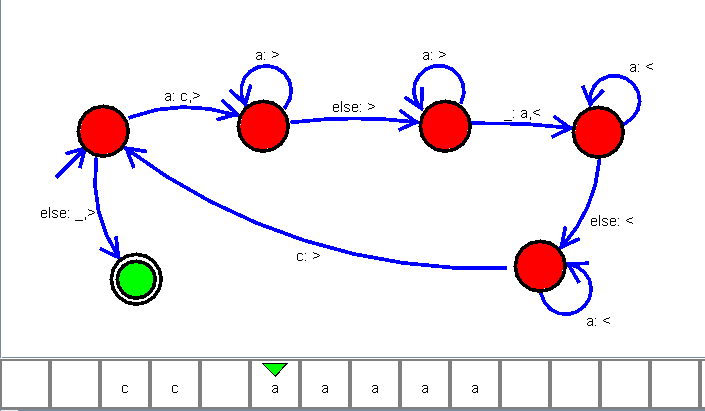 a: >
a: >
a: <
a: c,>
else: >
_: a,<
else: _,>
else: <
c: >
a: <
c c a a a a a